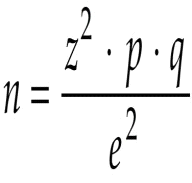 n = z² · p · q / e²